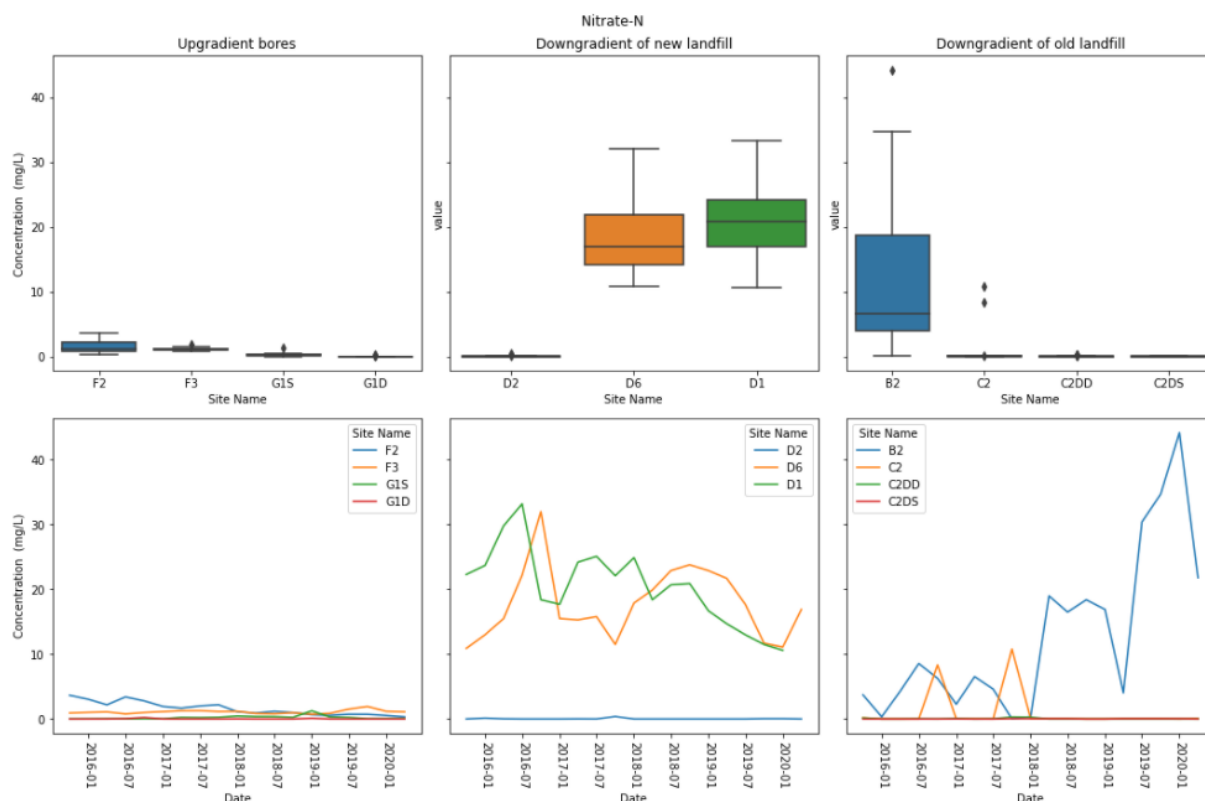 Nitrate-N
Upgradient bores
Downgradient of new landfill
Downgradient of old landfill
Concentration (mg/L)
40
30
20
10
0
F2
F3
G1S
G1D
Site Name
value
D2
D6
D1
Site Name
value
B2
C2
C2DD
C2DS
Site Name
Concentration (mg/L)
40
30
20
10
0
Site Name
F2
F3
G1S
G1D
2016-01
2016-07
2017-01
2017-07
2018-01
2018-07
2019-01
2019-07
2020-01
Date
Site Name
D2
D6
D1
2016-01
2016-07
2017-01
2017-07
2018-01
2018-07
2019-01
2019-07
2020-01
Date
Site Name
B2
C2
C2DD
C2DS
2016-01
2016-07
2017-01
2017-07
2018-01
2018-07
2019-01
2019-07
2020-01
Date